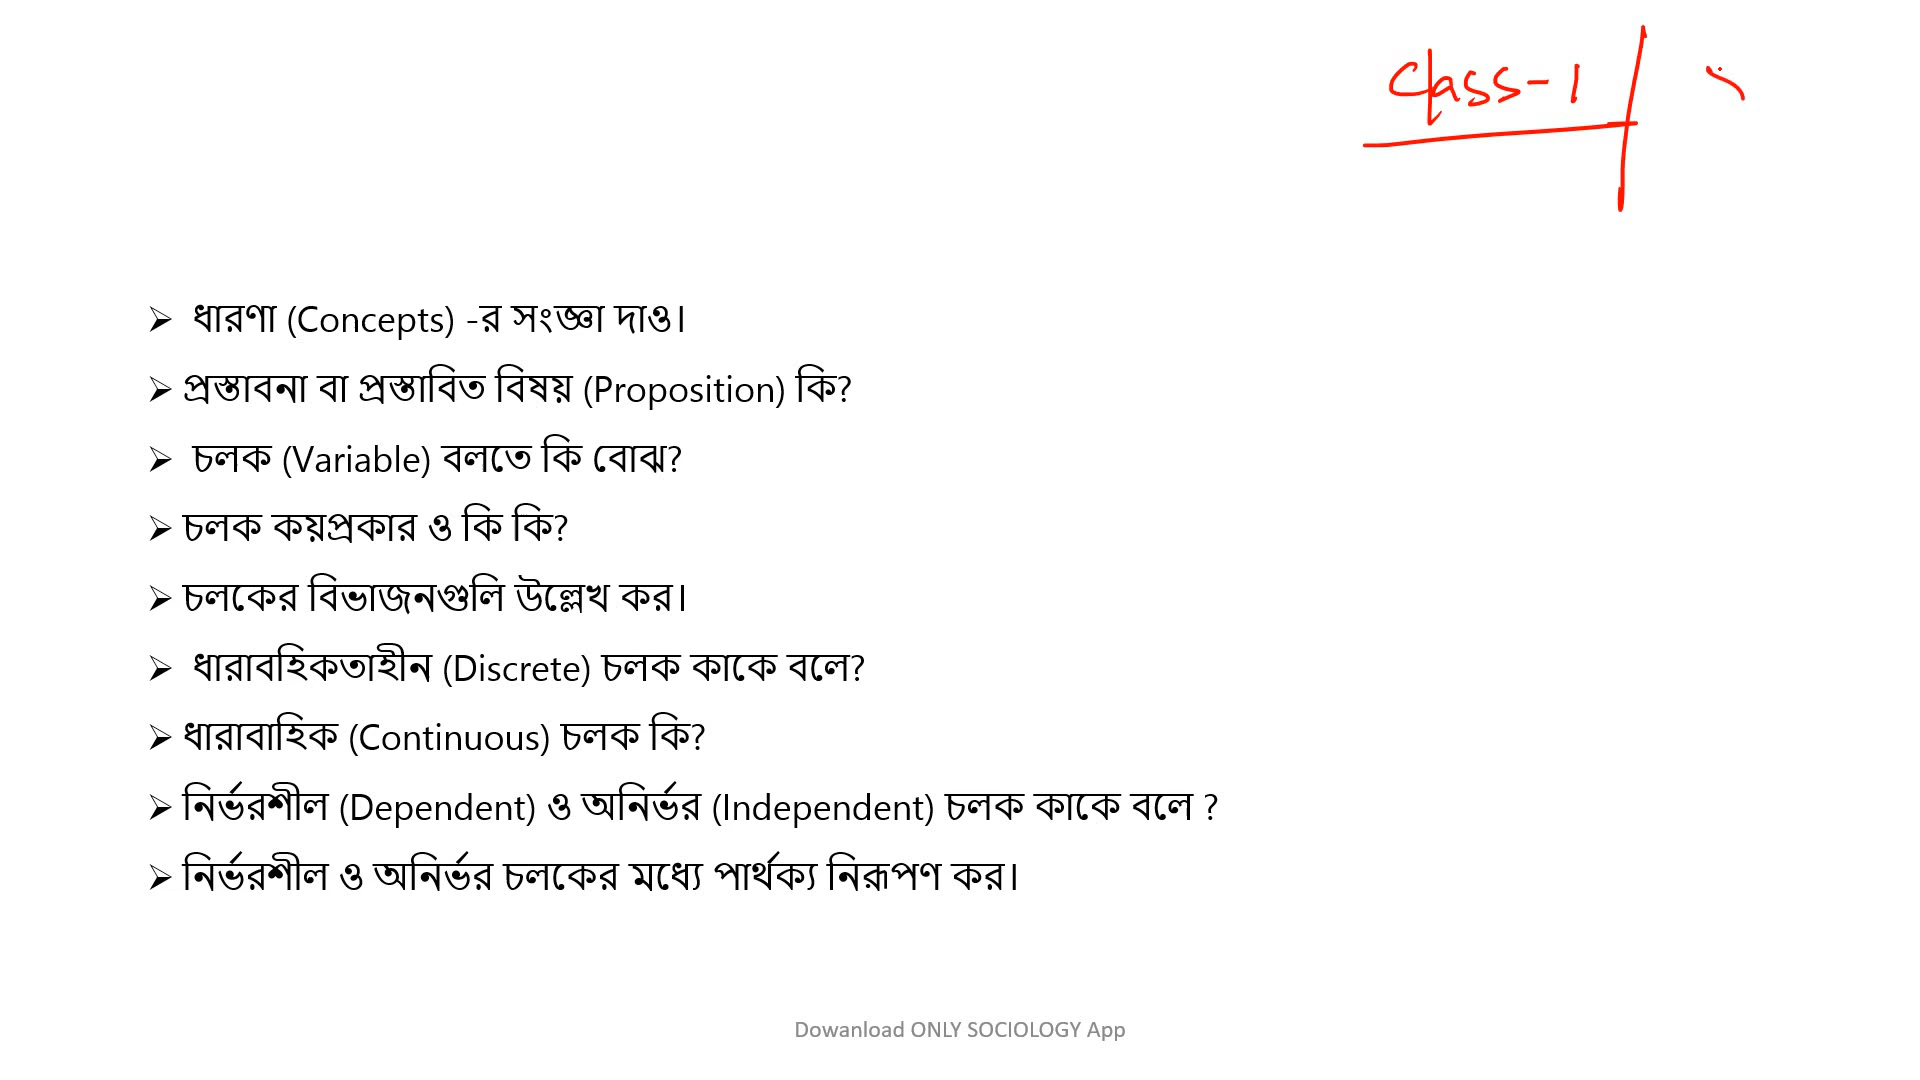 Class-1
➢ ধারণা (Concepts) -র সংজ্ঞা দাও।
➢ প্রস্তাবনা বা প্রস্তাবিত বিষয় (Proposition) কি?
➢ চলক (Variable) বলতে কি বোঝ?
➢ চলক কয়প্রকার ও কি কি?
➢ চলকের বিভাজনগুলি উল্লেখ কর।
➢ ধারাবহিকতাহীন (Discrete) চলক কাকে বলে?
➢ ধারাবাহিক (Continuous) চলক কি?
➢ নির্ভরশীল (Dependent) ও অনির্ভর (Independent) চলক কাকে বলে ?
➢ নির্ভরশীল ও অনির্ভর চলকের মধ্যে পার্থক্য নিরূপণ কর।
Dowanload ONLY SOCIOLOGY App